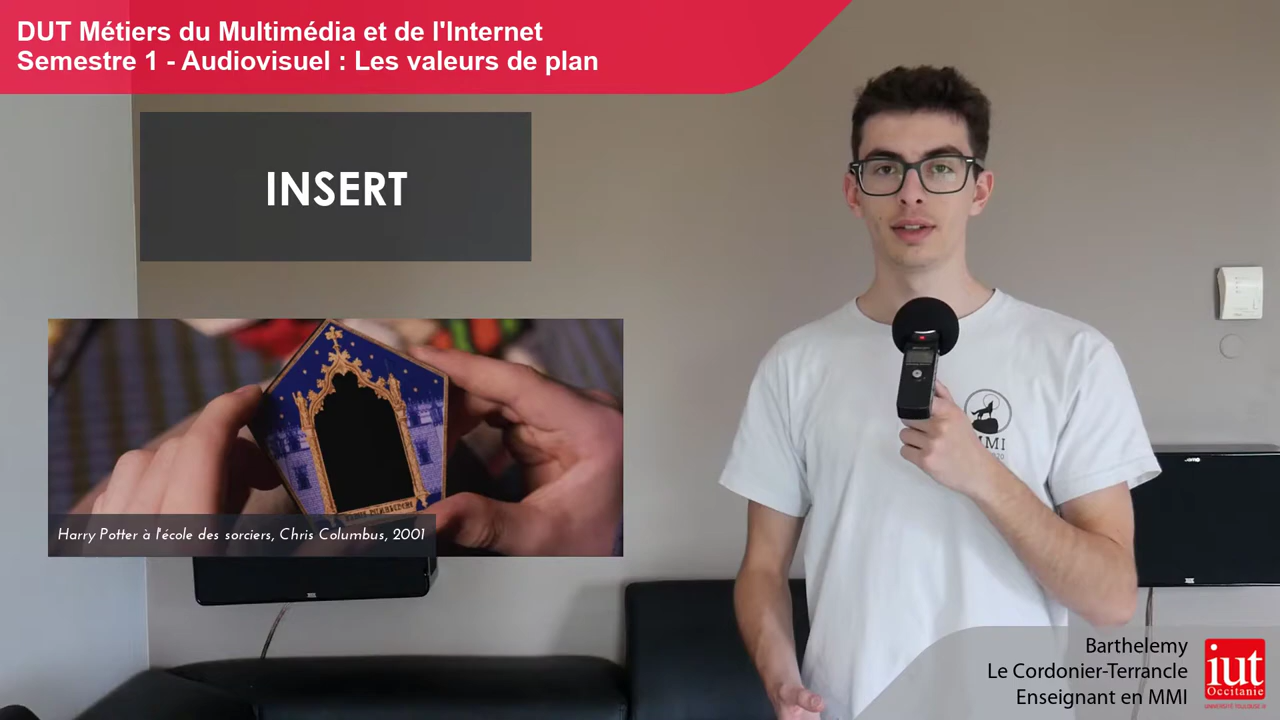 DUT Métiers du Multimédia et de l'Internet
Semestre 1 - Audiovisuel : Les valeurs de plan
INSERT
Harry Potter à l'école des sorciers, Chris Columbus, 2001
MMI
Barthelemy
Le Cordonier-Terrancle
Enseignant en MMI
iut
Occitanie